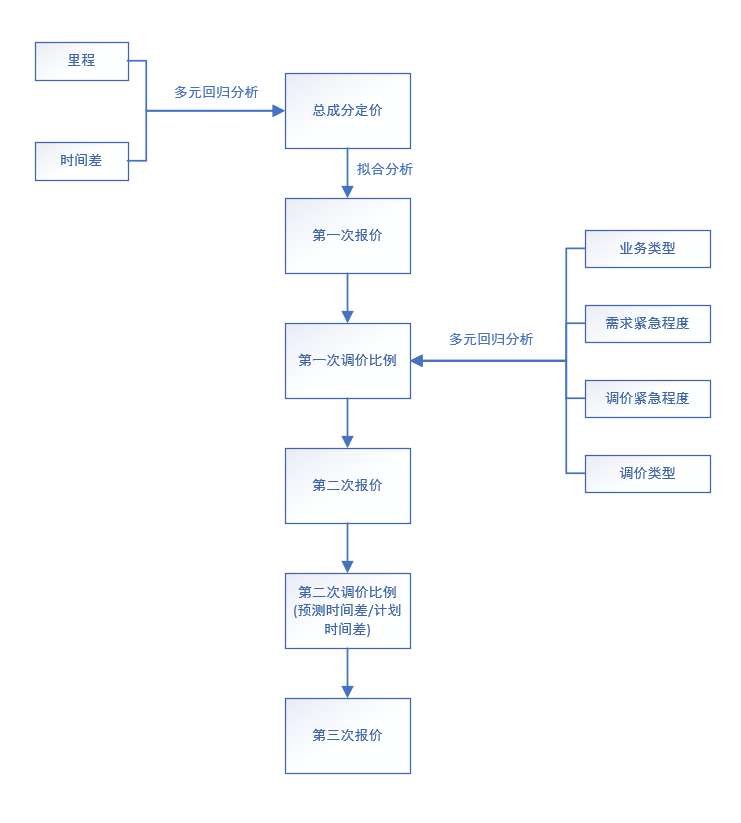 里程
多元回归分析
总成分定价
时间差
拟合分析
第一次报价
业务类型
需求紧急程度
多元回归分析
第一次调价比例
调价紧急程度
调价类型
第二次报价
第二次调价比例
(预测时间差/计划
时间差)
第三次报价